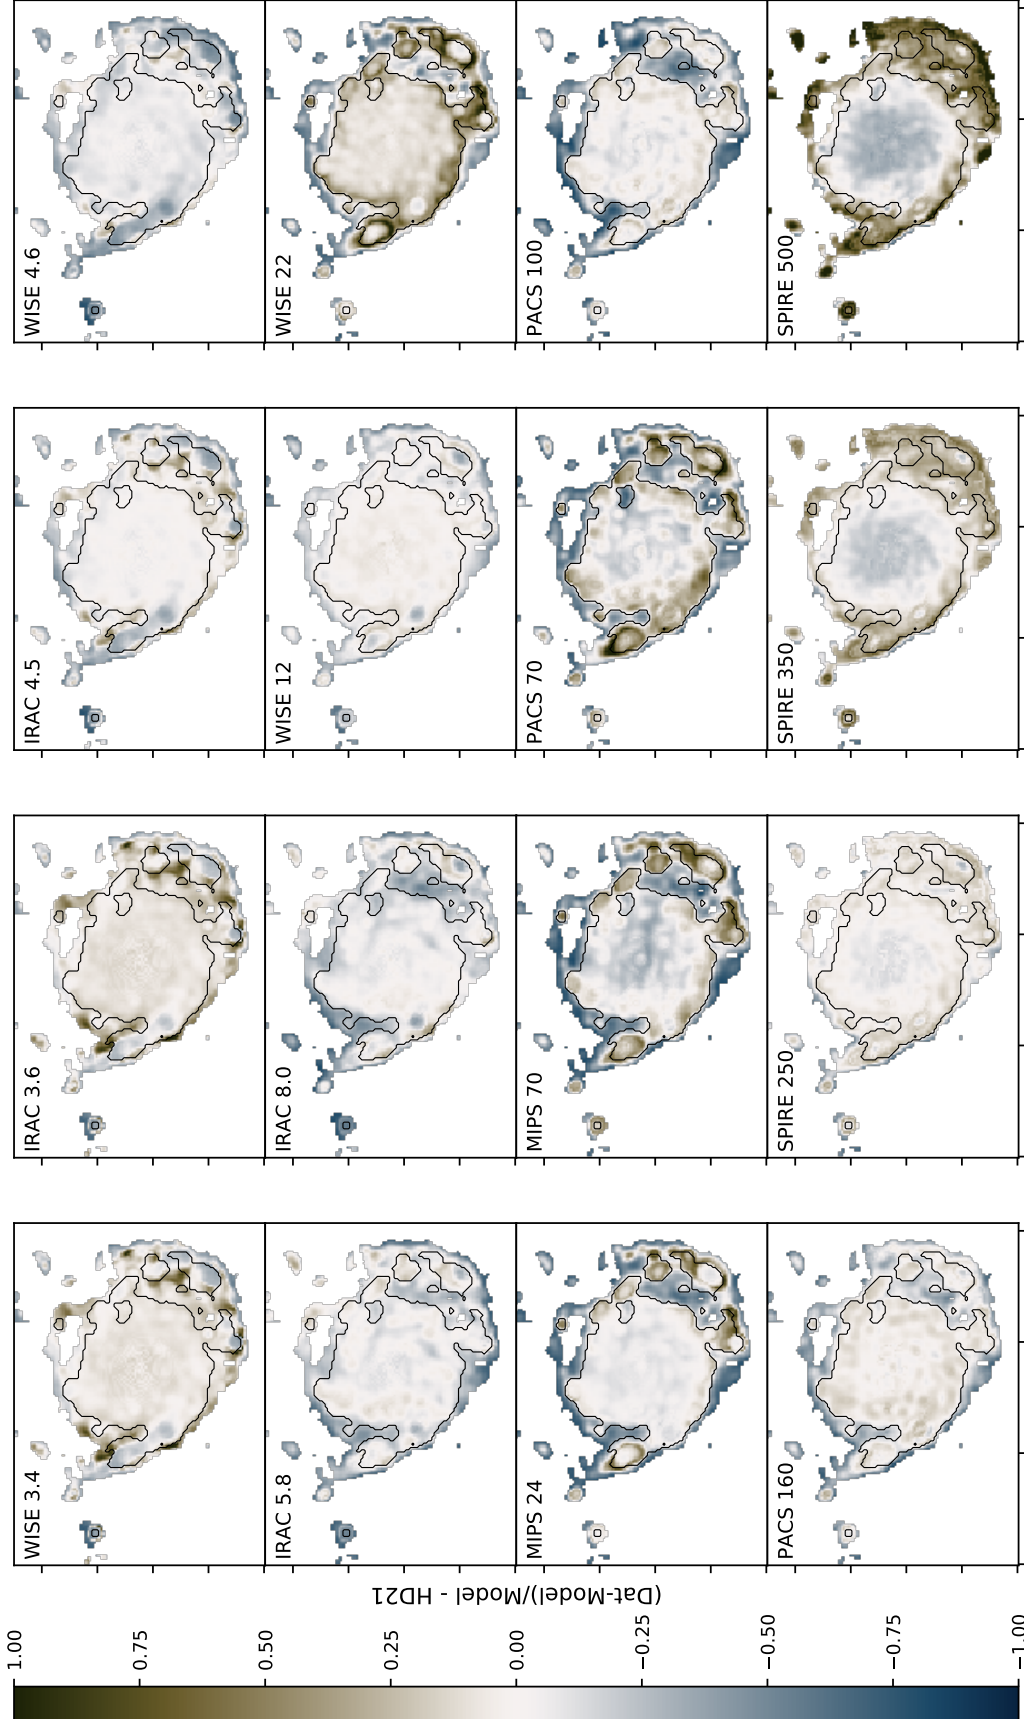 WISE 3.4
IRAC 3.6
IRAC 4.5
WISE 4.6
IRAC 5.8
IRAC 8.0
WISE 12
WISE 22
MIPS 24
MIPS 70
PACS 70
PACS 100
PACS 160
SPIRE 250
SPIRE 350
SPIRE 500
(Dat-Model)/Model - HD21
1.00
0.75
0.50
0.25
0.00
−0.25
−0.50
−0.75
−1.00